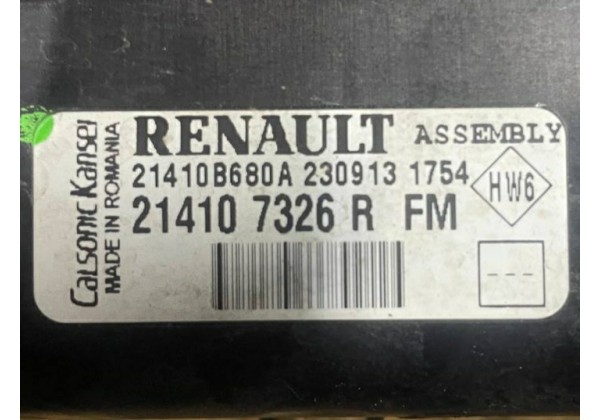 Calsonic Kansei
MADE IN ROMANIA
RENAULT ASSEMBLY
21410B680A 230913 1754
21410 7326 R FM
HW6
---